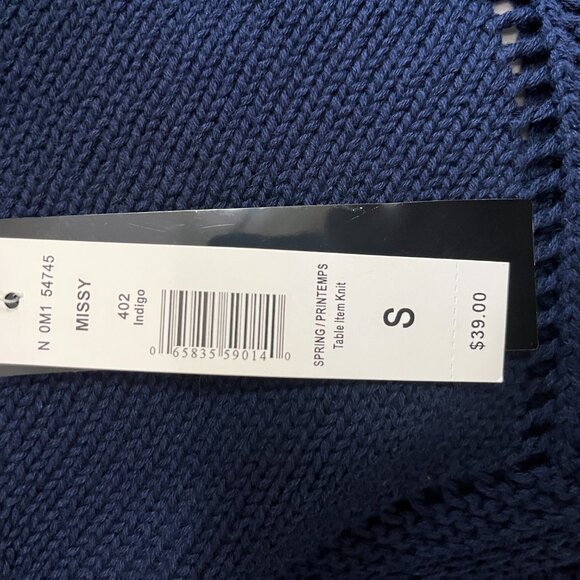 N 0M1 54745
MISSY
402
Indigo
0 65835 59014 0
SPRING / PRINTEMPS
Table Item Knit
S
$39.00